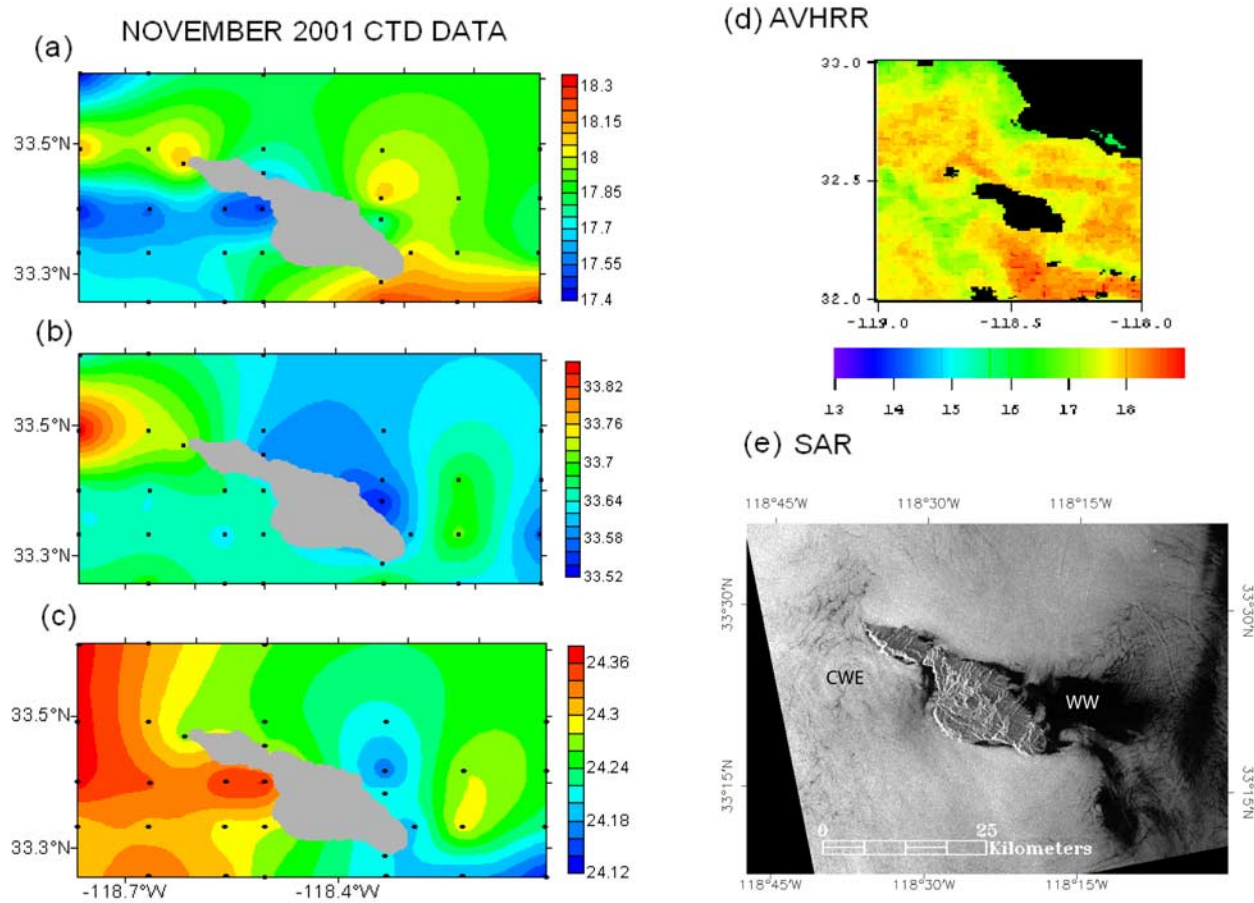 NOVEMBER 2001 CTD DATA
(a)
33.5°N
33.3°N
18.3
18.15
18
17.85
17.7
17.55
17.4
(b)
33.5°N
33.3°N
33.82
33.76
33.7
33.64
33.58
33.52
(c)
33.5°N
33.3°N
-118.7°W
-118.4°W
24.36
24.3
24.24
24.18
24.12
(d) AVHRR
33.0
32.5
32.0
-119.0
-118.5
-118.0
13 14 15 16 17 18
(e) SAR
118°45'W 118°30'W 118°15'W
33°30'N
33°30'N
CWE
WW
33°15'N
33°15'N
0 25
Kilometers
118°45'W 118°30'W 118°15'W